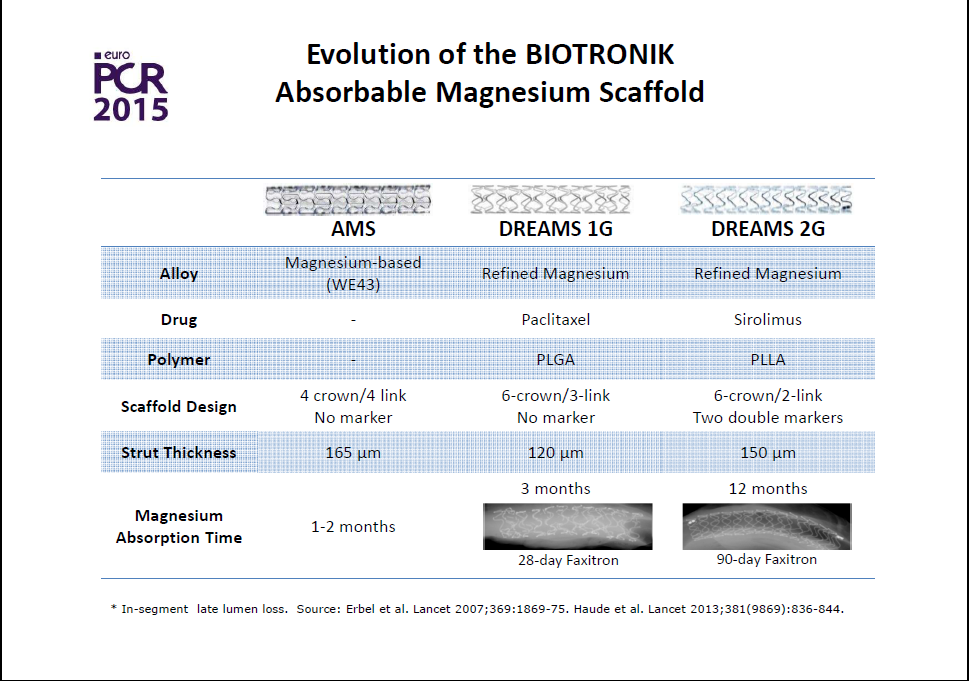 euro
PCR
2015
Evolution of the BIOTRONIK
Absorbable Magnesium Scaffold
AMS DREAMS 1G DREAMS 2G
Alloy Magnesium-based (WE43) Refined Magnesium Refined Magnesium
Drug - Paclitaxel Sirolimus
Polymer - PLGA PLLA
Scaffold Design 4 crown/4 link No marker 6-crown/3-link No marker 6-crown/2-link Two double markers
Strut Thickness 165 µm 120 µm 150 µm
Magnesium Absorption Time 1-2 months 3 months 12 months
28-day Faxitron 90-day Faxitron
* In-segment late lumen loss. Source: Erbel et al. Lancet 2007;369:1869-75. Haude et al. Lancet 2013;381(9869):836-844.